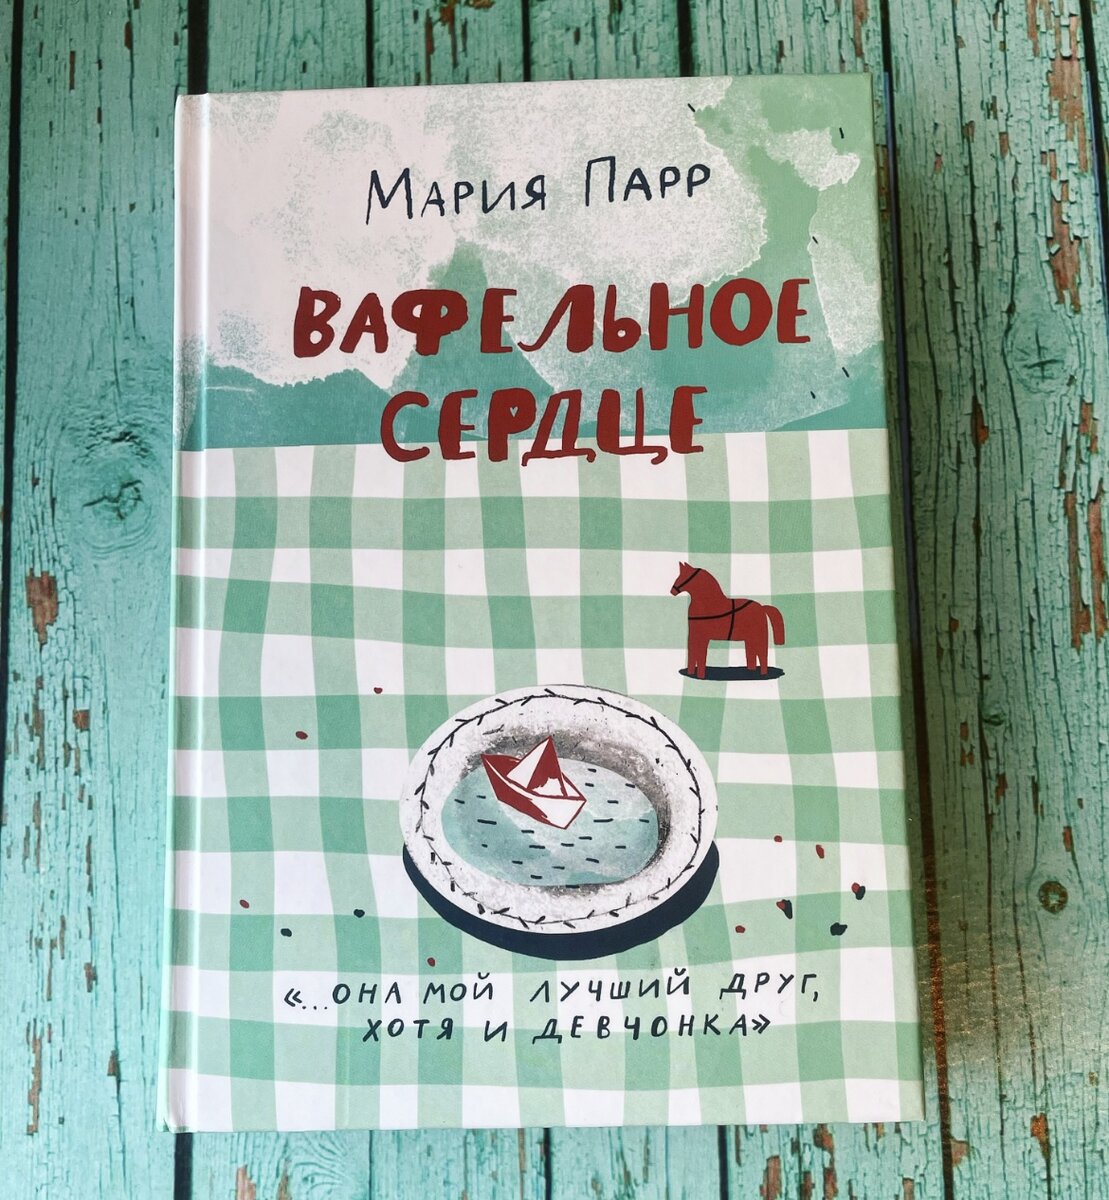 Мария Парр
ВАФЕЛЬНОЕ
СЕРДЦЕ
«...ОНА МОЙ ЛУЧШИЙ ДРУГ,
ХОТЯ И ДЕВЧОНКА»